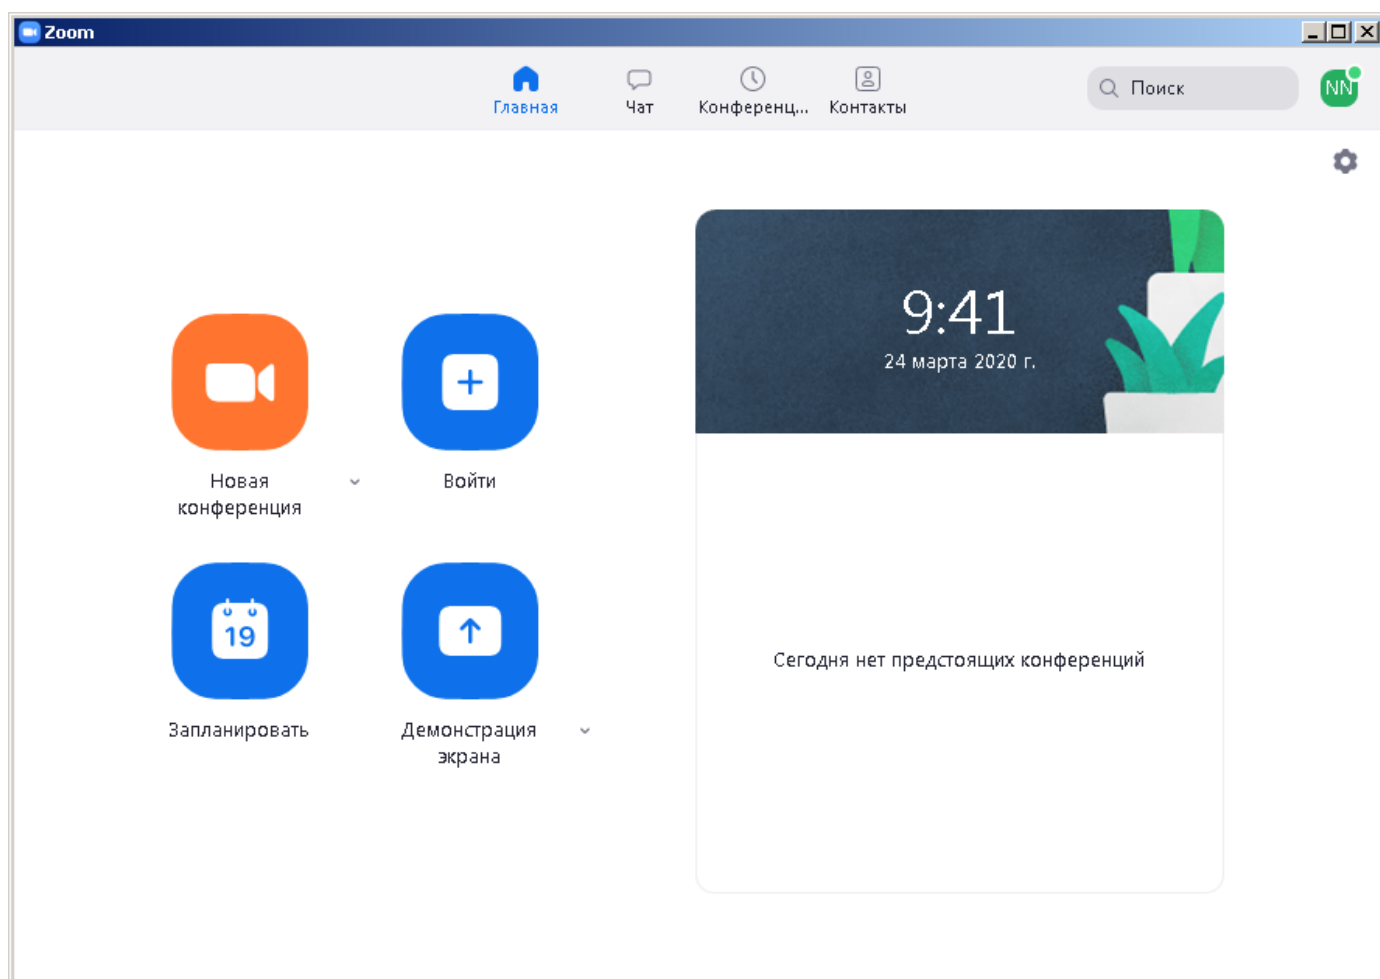 Zoom
Главная
Чат
Конференц...
Контакты
Поиск
NN
9:41
24 марта 2020 г.
Новая
конференция
Войти
19
Запланировать
Демонстрация
экрана
Сегодня нет предстоящих конференций